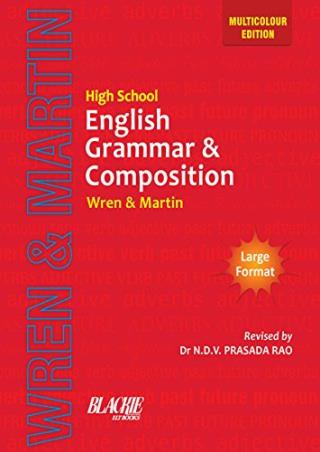 MULTICOLOUR
EDITION
WREN & MARTIN
High School
English
Grammar &
Composition
Wren & Martin
Large
Format
Revised by
Dr N.D.V. PRASADA RAO
BLACKIE
ELT BOOKS